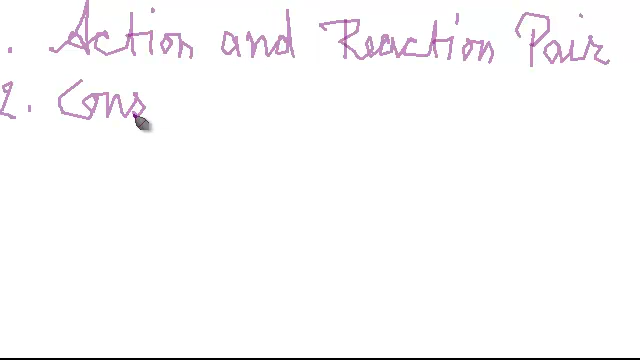 . Action and Reaction Pair
2. Cons